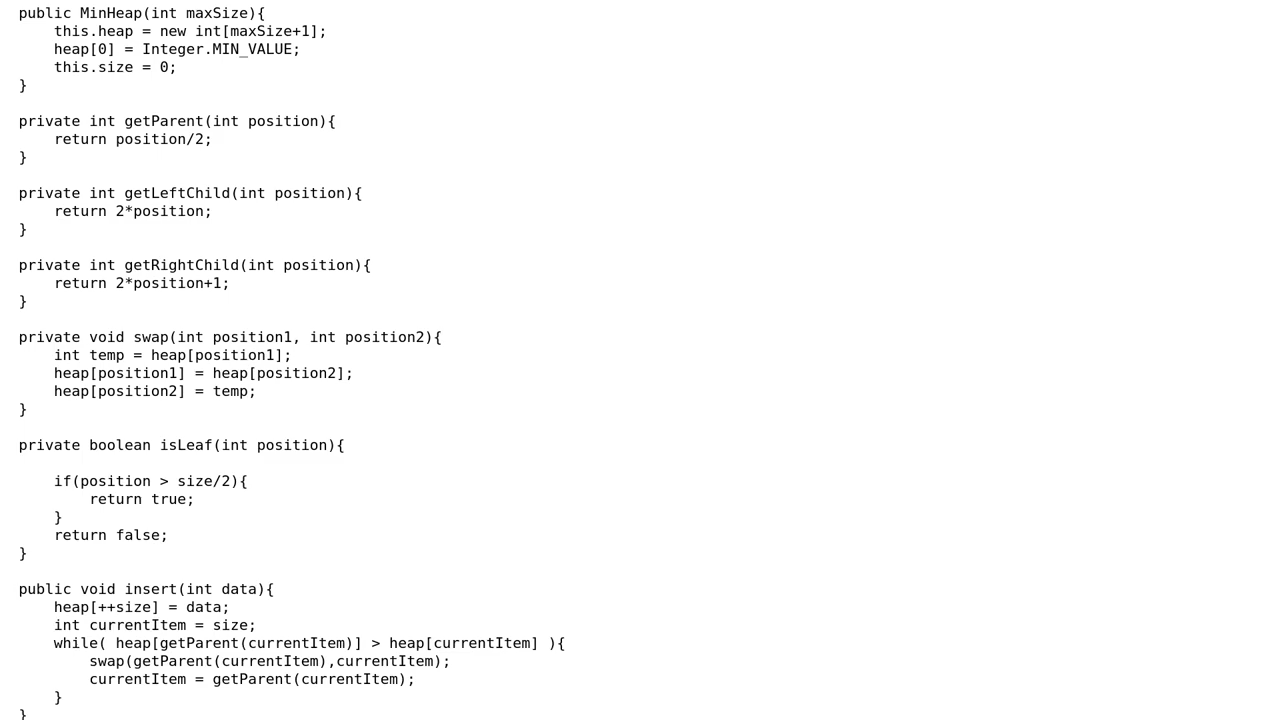 public MinHeap(int maxSize){
    this.heap = new int[maxSize+1];
    heap[0] = Integer.MIN_VALUE;
    this.size = 0;
}

private int getParent(int position){
    return position/2;
}

private int getLeftChild(int position){
    return 2*position;
}

private int getRightChild(int position){
    return 2*position+1;
}

private void swap(int position1, int position2){
    int temp = heap[position1];
    heap[position1] = heap[position2];
    heap[position2] = temp;
}

private boolean isLeaf(int position){

    if(position > size/2){
        return true;
    }
    return false;
}

public void insert(int data){
    heap[++size] = data;
    int currentItem = size;
    while( heap[getParent(currentItem)] > heap[currentItem] ){
        swap(getParent(currentItem),currentItem);
        currentItem = getParent(currentItem);
    }
}